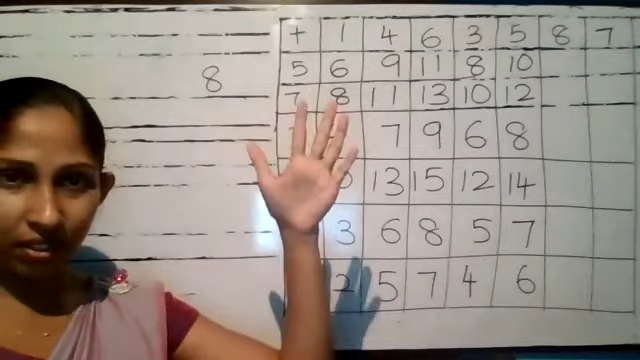 8
+ 1 4 6 3 5 8 7
5 6 9 11 8 10
7 8 11 13 10 12
7 9 6 8
13 15 12 14
3 6 8 5 7
2 5 7 4 6